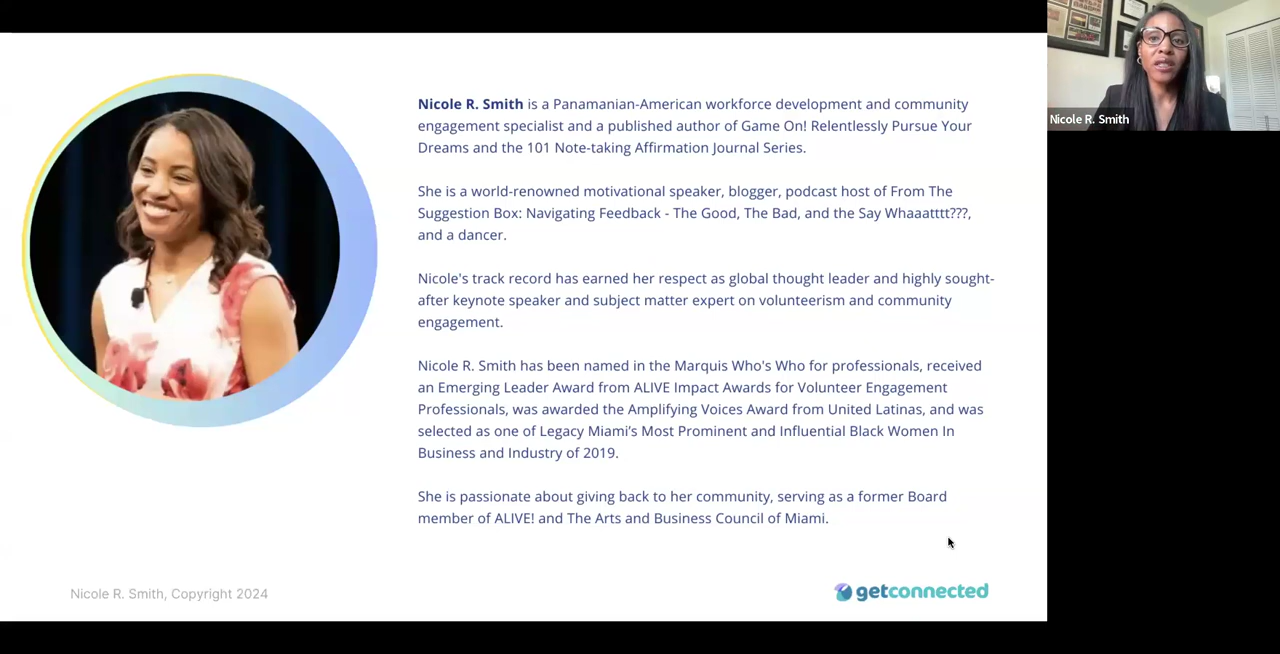 Nicole R. Smith is a Panamanian-American workforce development and community
engagement specialist and a published author of Game On! Relentlessly Pursue Your
Dreams and the 101 Note-taking Affirmation Journal Series.
She is a world-renowned motivational speaker, blogger, podcast host of From The
Suggestion Box: Navigating Feedback - The Good, The Bad, and the Say Whaaatttt???,
and a dancer.
Nicole's track record has earned her respect as global thought leader and highly sought-
after keynote speaker and subject matter expert on volunteerism and community
engagement.
Nicole R. Smith has been named in the Marquis Who's Who for professionals, received
an Emerging Leader Award from ALIVE Impact Awards for Volunteer Engagement
Professionals, was awarded the Amplifying Voices Award from United Latinas, and was
selected as one of Legacy Miami's Most Prominent and Influential Black Women In
Business and Industry of 2019.
She is passionate about giving back to her community, serving as a former Board
member of ALIVE! and The Arts and Business Council of Miami.
Nicole R. Smith, Copyright 2024
getconnected
Nicole R. Smith